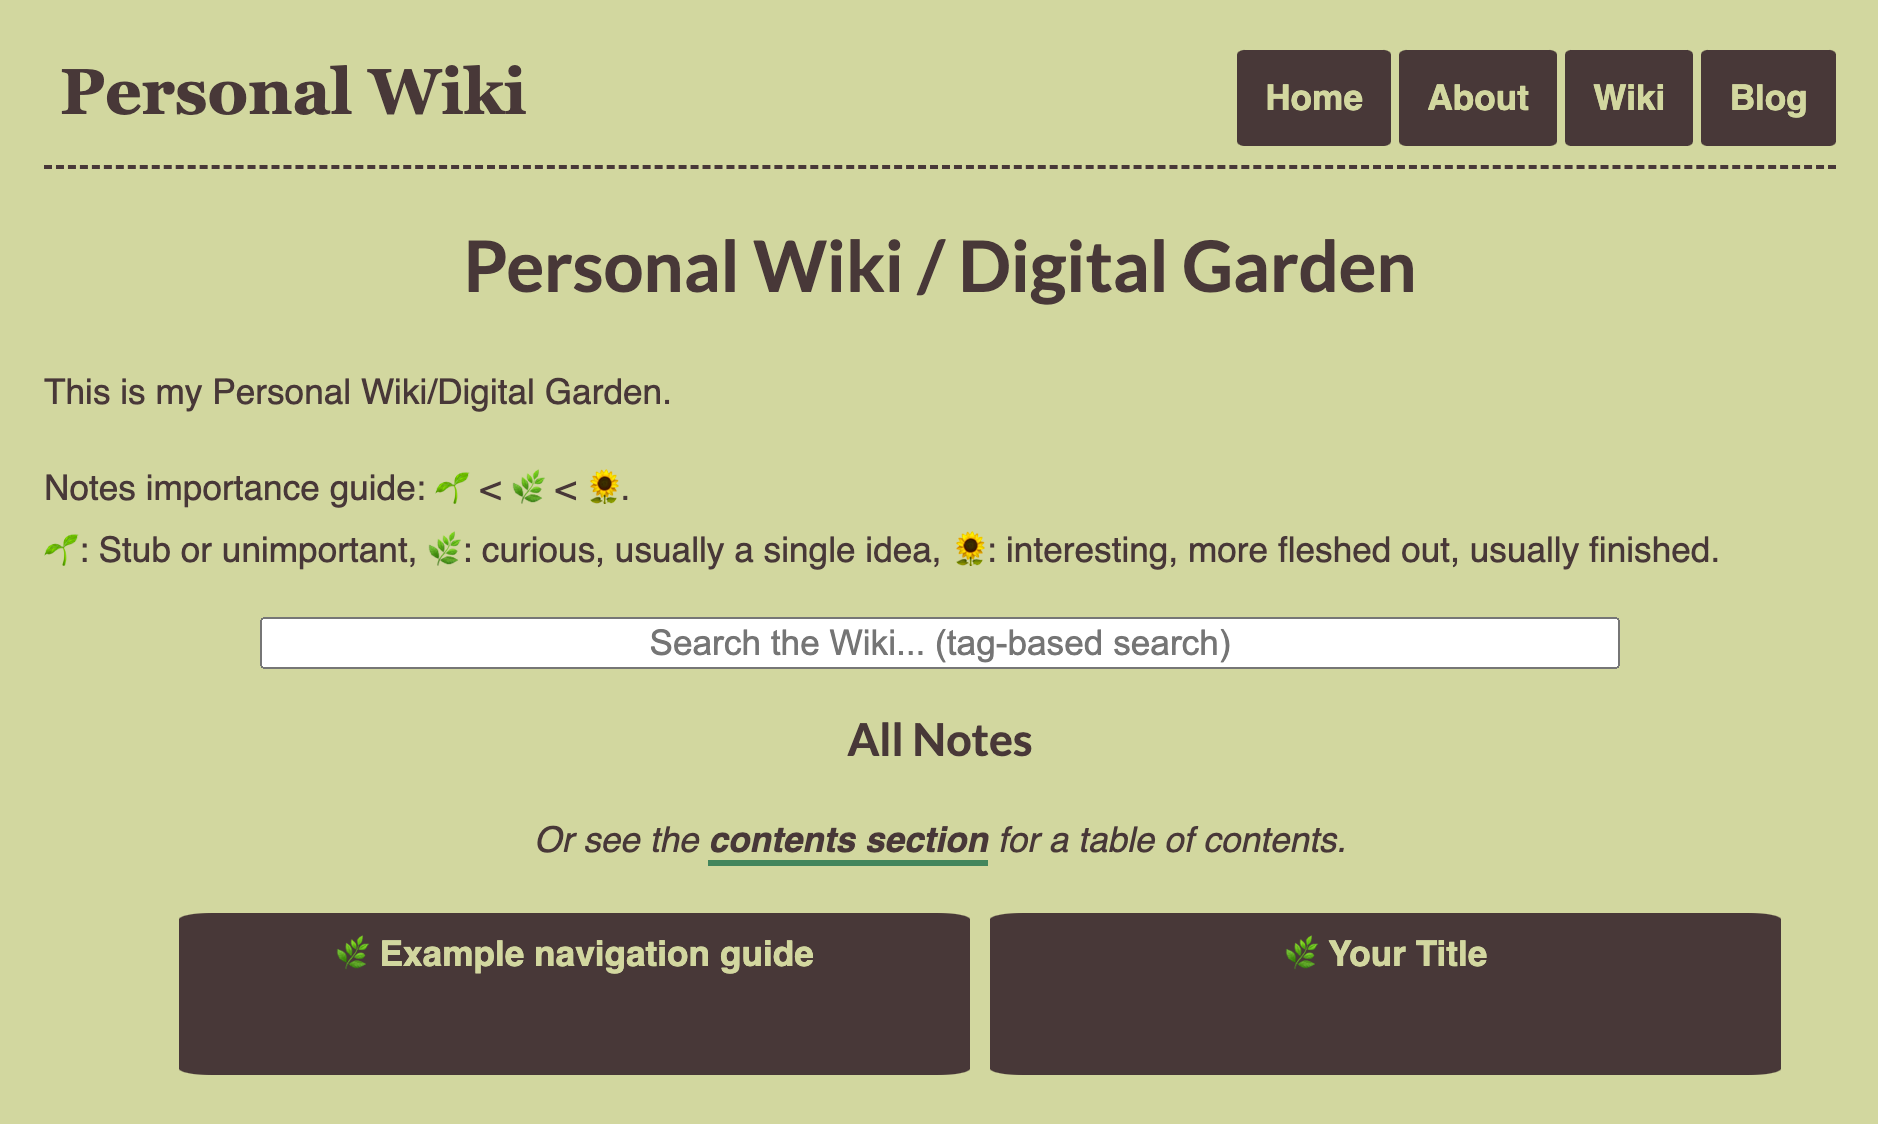 Personal Wiki
Home About Wiki Blog
Personal Wiki / Digital Garden
This is my Personal Wiki/Digital Garden.
Notes importance guide: 🌱 < 🌿 < 🌻.
🌱: Stub or unimportant, 🌿: curious, usually a single idea, 🌻: interesting, more fleshed out, usually finished.
Search the Wiki... (tag-based search)
All Notes
Or see the contents section for a table of contents.
🌿 Example navigation guide
🌿 Your Title